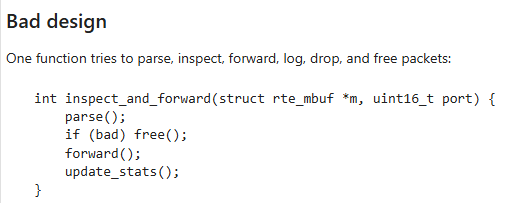 Bad design
One function tries to parse, inspect, forward, log, drop, and free packets:
int inspect_and_forward(struct rte_mbuf *m, uint16_t port) {
    parse();
    if (bad) free();
    forward();
    update_stats();
}